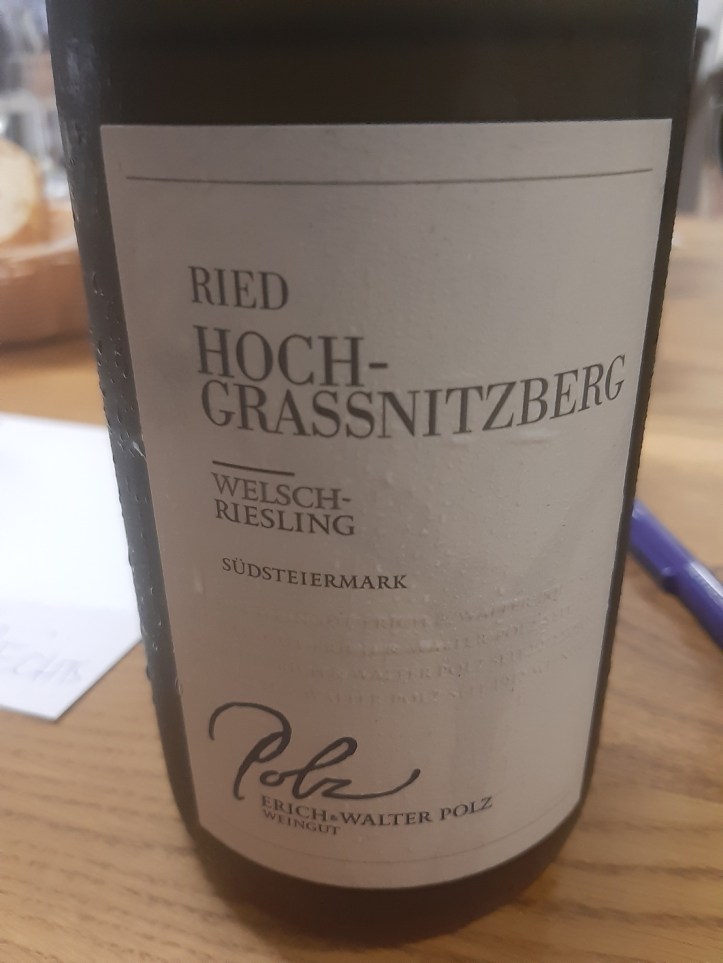 RIED
HOCH-
GRASSNITZBERG
WELSCH-
RIESLING
SÜDSTEIERMARK
Polz
ERICH & WALTER POLZ
WEINGUT